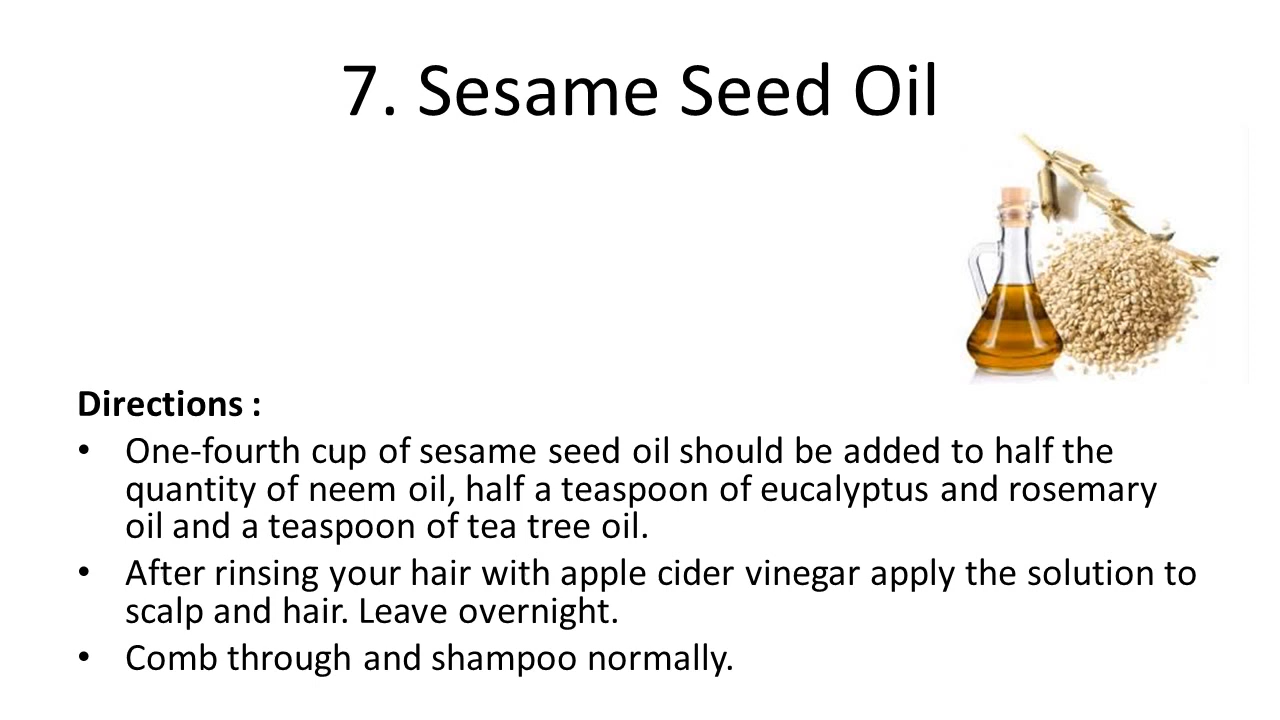 7. Sesame Seed Oil
Directions :
• One-fourth cup of sesame seed oil should be added to half the
quantity of neem oil, half a teaspoon of eucalyptus and rosemary
oil and a teaspoon of tea tree oil.
• After rinsing your hair with apple cider vinegar apply the solution to
scalp and hair. Leave overnight.
• Comb through and shampoo normally.